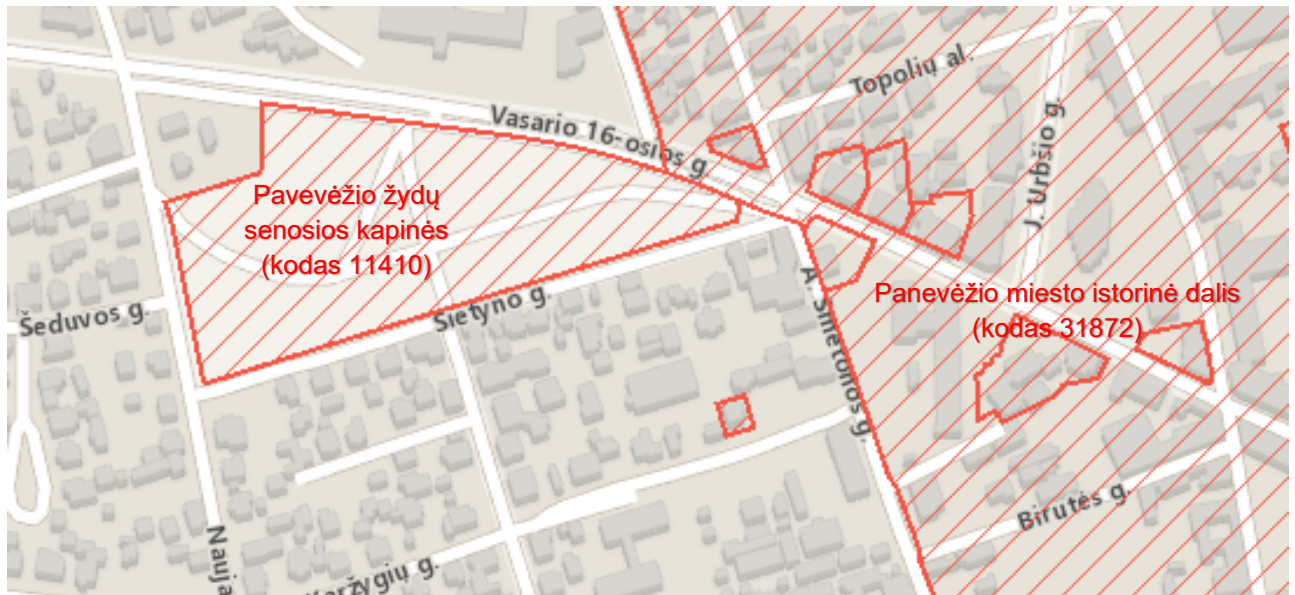 Topolių al.
Vasario 16-osios g
J. Urbšio g
Pavevėžio žydų
senosios kapinės
(kodas 11410)
A. Smetonos g.
Panevėžio miesto istorinė dalis
(kodas 31872)
Šeduvos g.
Sietyno g.
Birutės g.
Nauja
Karžygių g.